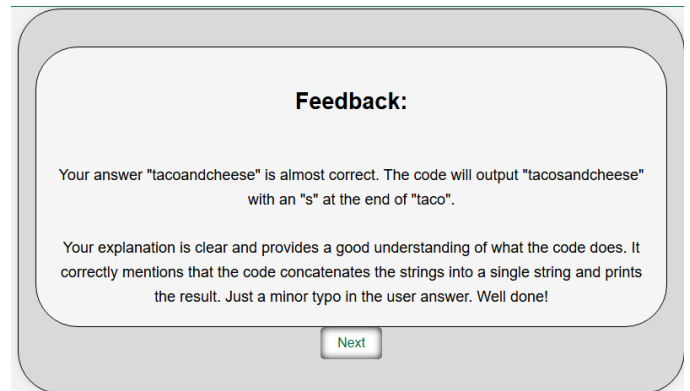 Feedback:
Your answer "tacoandcheese" is almost correct. The code will output "tacosandcheese"
with an "s" at the end of "taco".
Your explanation is clear and provides a good understanding of what the code does. It
correctly mentions that the code concatenates the strings into a single string and prints
the result. Just a minor typo in the user answer. Well done!
Next